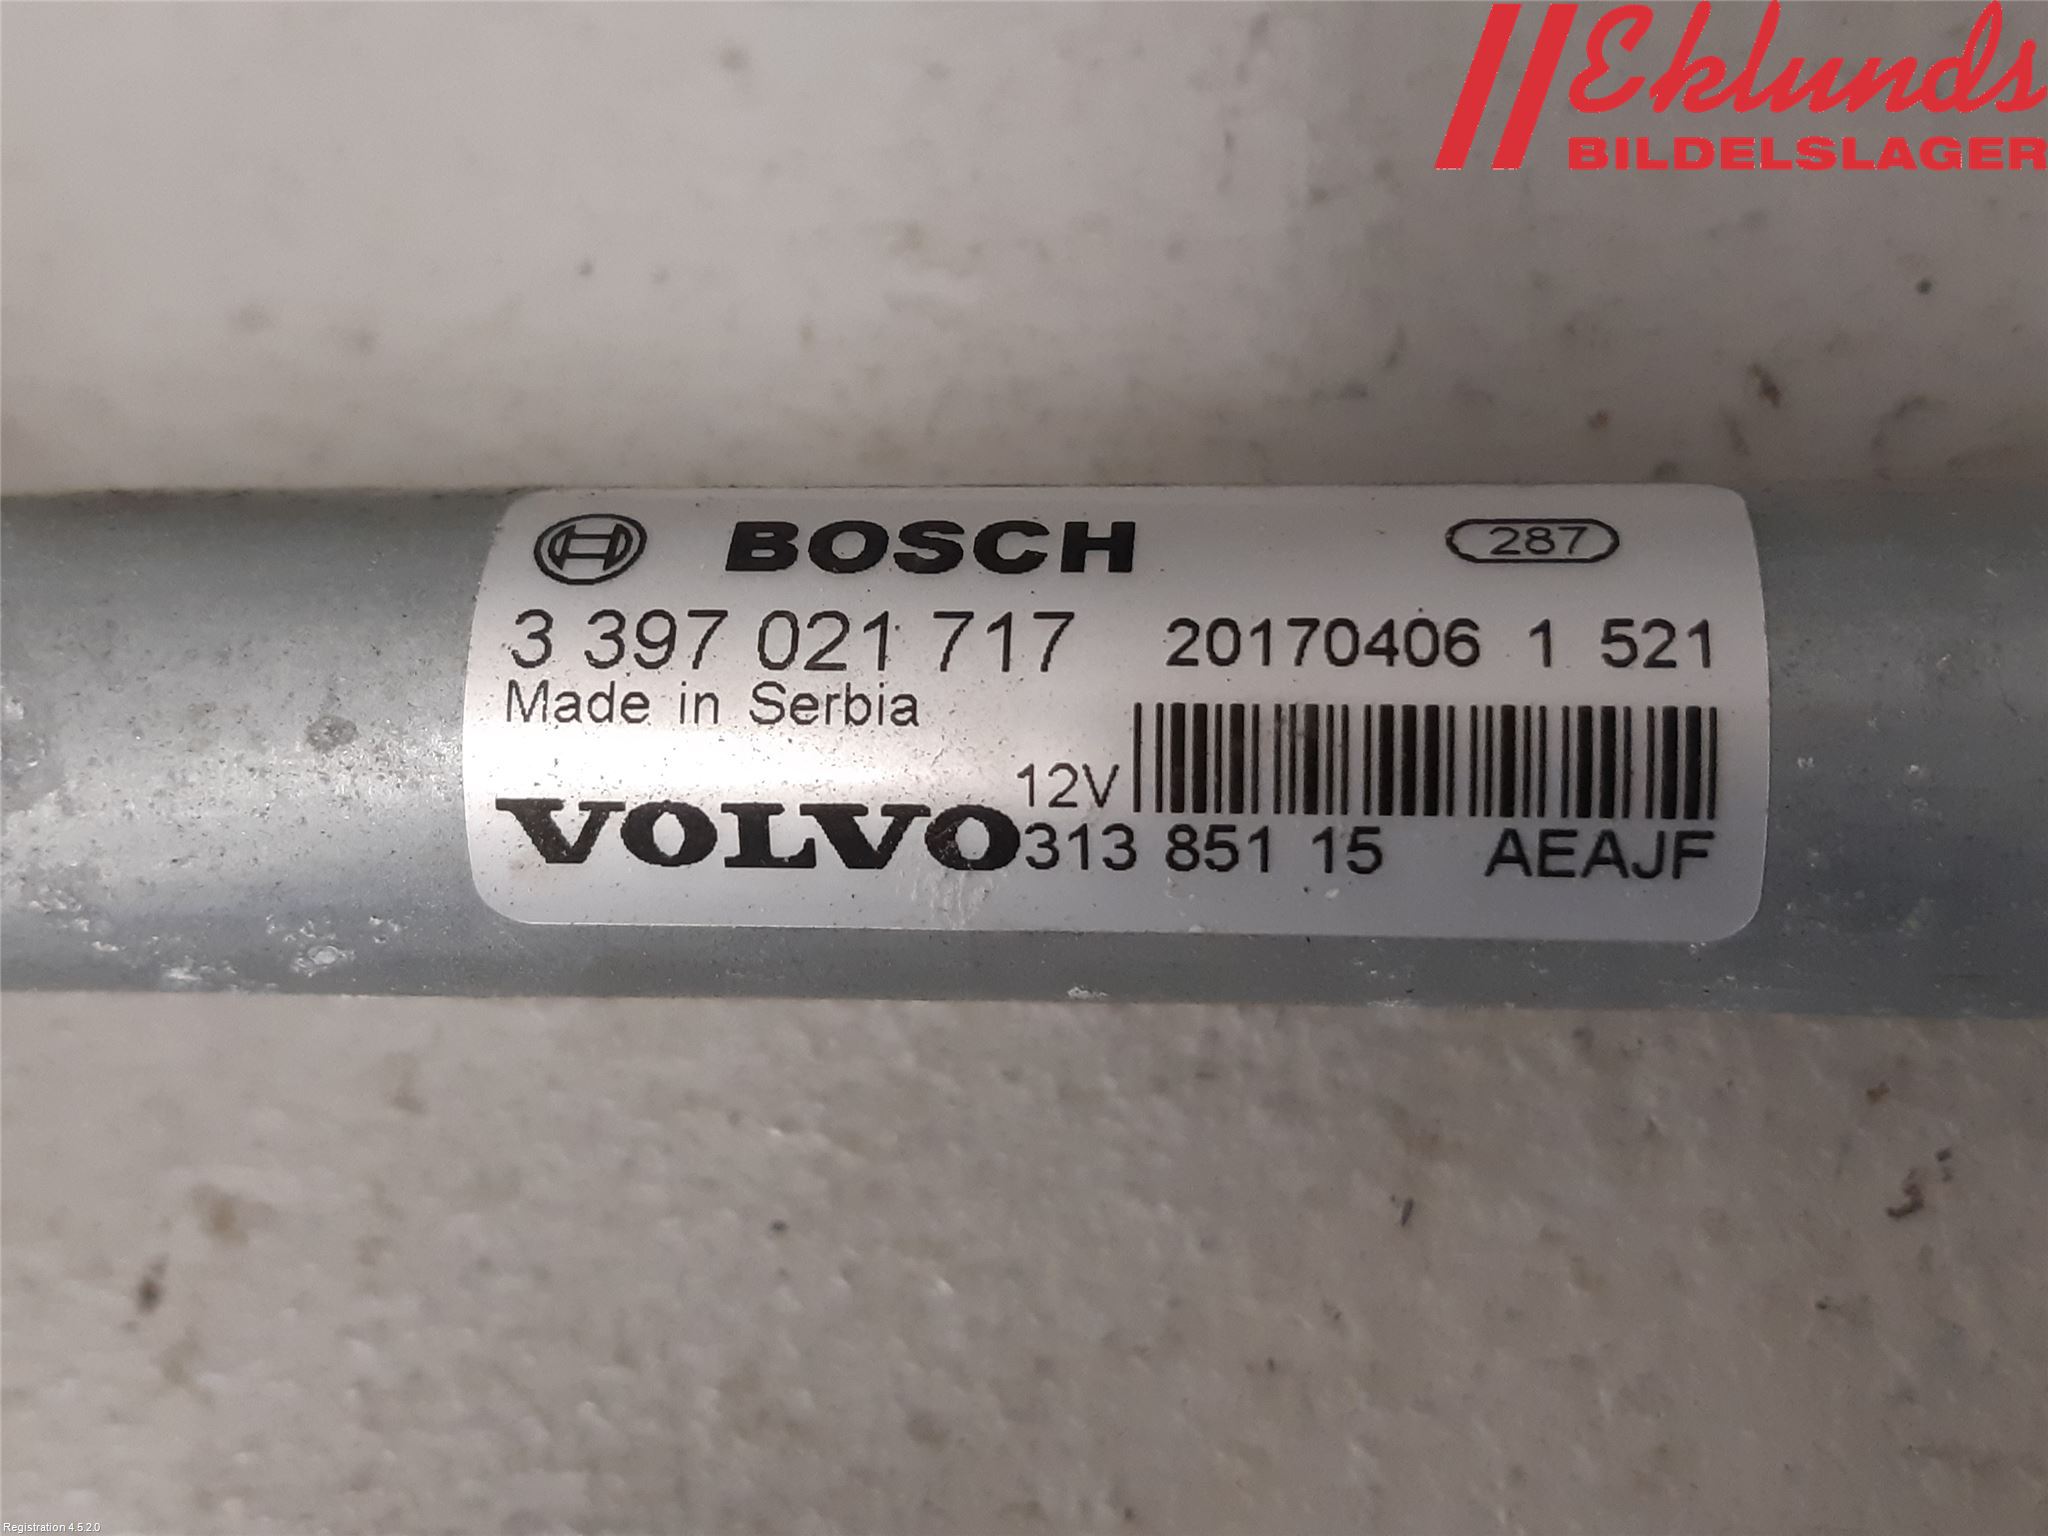 Eklunds
BILDELSLAGER
BOSCH 287
3 397 021 717 20170406 1 521
Made in Serbia
12V
VOLVO 313 851 15 AEAJF
Registration 4.5.2.0